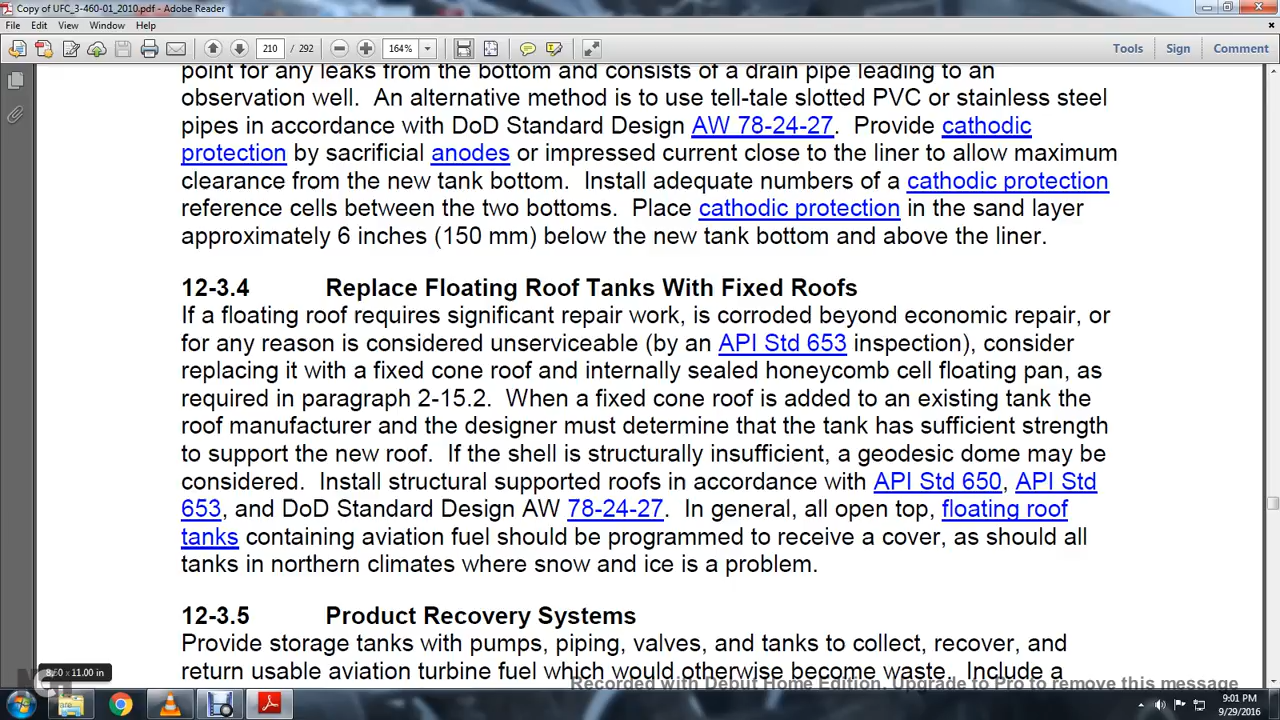 Copy of UFC_3-460-01_2010.pdf - Adobe Reader
File Edit View Window Help
210 / 292 164% Tools Sign Comment
point for any leaks from the bottom and consists of a drain pipe leading to an
observation well. An alternative method is to use tell-tale slotted PVC or stainless steel
pipes in accordance with DoD Standard Design AW 78-24-27. Provide cathodic
protection by sacrificial anodes or impressed current close to the liner to allow maximum
clearance from the new tank bottom. Install adequate numbers of a cathodic protection
reference cells between the two bottoms. Place cathodic protection in the sand layer
approximately 6 inches (150 mm) below the new tank bottom and above the liner.
12-3.4 Replace Floating Roof Tanks With Fixed Roofs
If a floating roof requires significant repair work, is corroded beyond economic repair, or
for any reason is considered unserviceable (by an API Std 653 inspection), consider
replacing it with a fixed cone roof and internally sealed honeycomb cell floating pan, as
required in paragraph 2-15.2. When a fixed cone roof is added to an existing tank the
roof manufacturer and the designer must determine that the tank has sufficient strength
to support the new roof. If the shell is structurally insufficient, a geodesic dome may be
considered. Install structural supported roofs in accordance with API Std 650, API Std
653, and DoD Standard Design AW 78-24-27. In general, all open top, floating roof
tanks containing aviation fuel should be programmed to receive a cover, as should all
tanks in northern climates where snow and ice is a problem.
12-3.5 Product Recovery Systems
Provide storage tanks with pumps, piping, valves, and tanks to collect, recover, and
return usable aviation turbine fuel which would otherwise become waste. Include a
8.50 x 11.00 in
Recorded with Debut Home Edition. Upgrade to Pro to remove this message
9:01 PM
9/29/2016